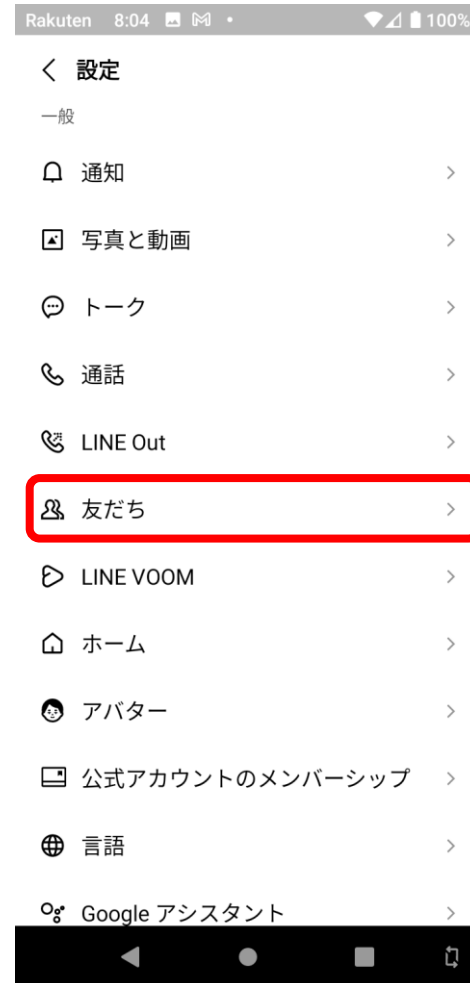 Rakuten 8:04 100%
設定
一般
通知
写真と動画
トーク
通話
LINE Out
友だち
LINE VOOM
ホーム
アバター
公式アカウントのメンバーシップ
言語
Google アシスタント